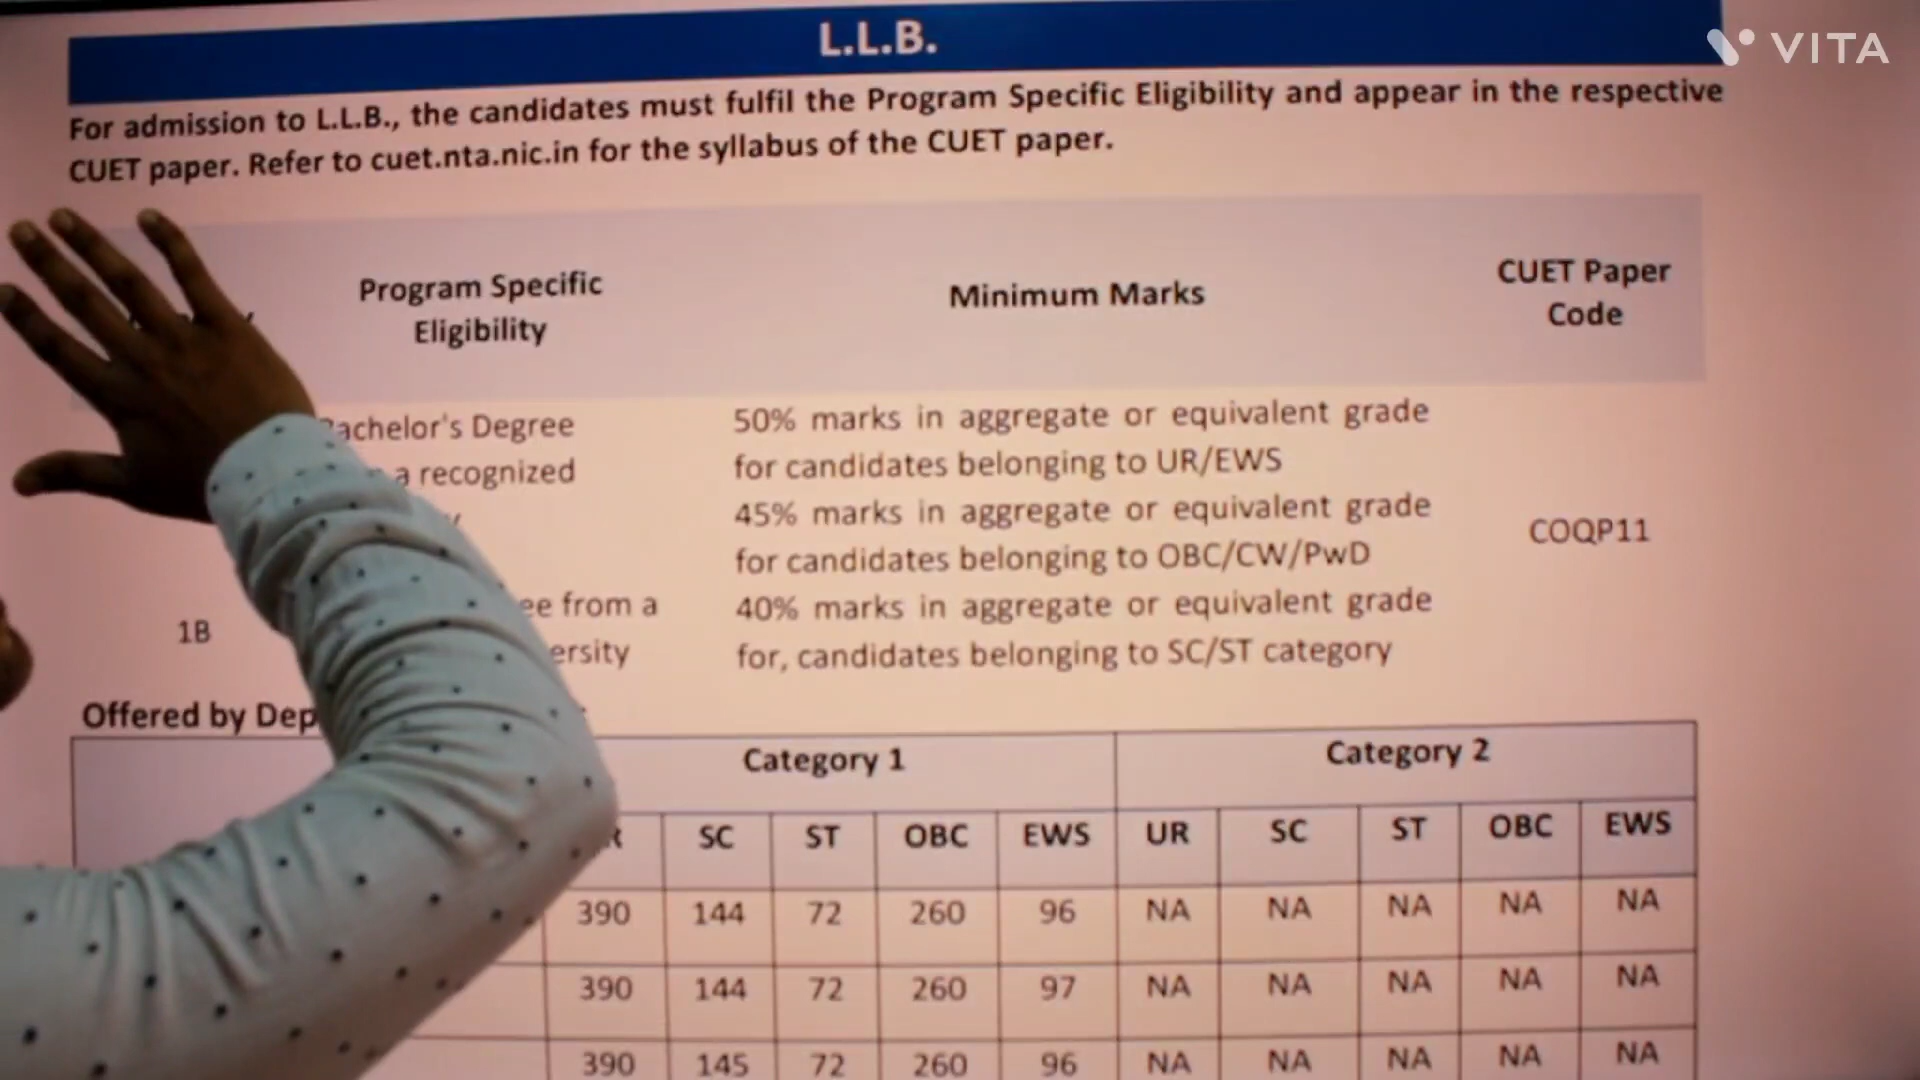 L.L.B.
VITA
For admission to L.L.B., the candidates must fulfil the Program Specific Eligibility and appear in the respective
CUET paper. Refer to cuet.nta.nic.in for the syllabus of the CUET paper.
Program Specific
Eligibility
Minimum Marks
CUET Paper
Code
Bachelor's Degree
a recognized
50% marks in aggregate or equivalent grade
for candidates belonging to UR/EWS
45% marks in aggregate or equivalent grade
for candidates belonging to OBC/CW/PwD
40% marks in aggregate or equivalent grade
for, candidates belonging to SC/ST category
COQP11
1B
from a
Offered by
Category 1 Category 2
SC ST OBC EWS UR SC ST OBC EWS
390 144 72 260 96 NA NA NA NA NA
390 144 72 260 97 NA NA NA NA NA
390 145 72 260 96 NA NA NA NA NA